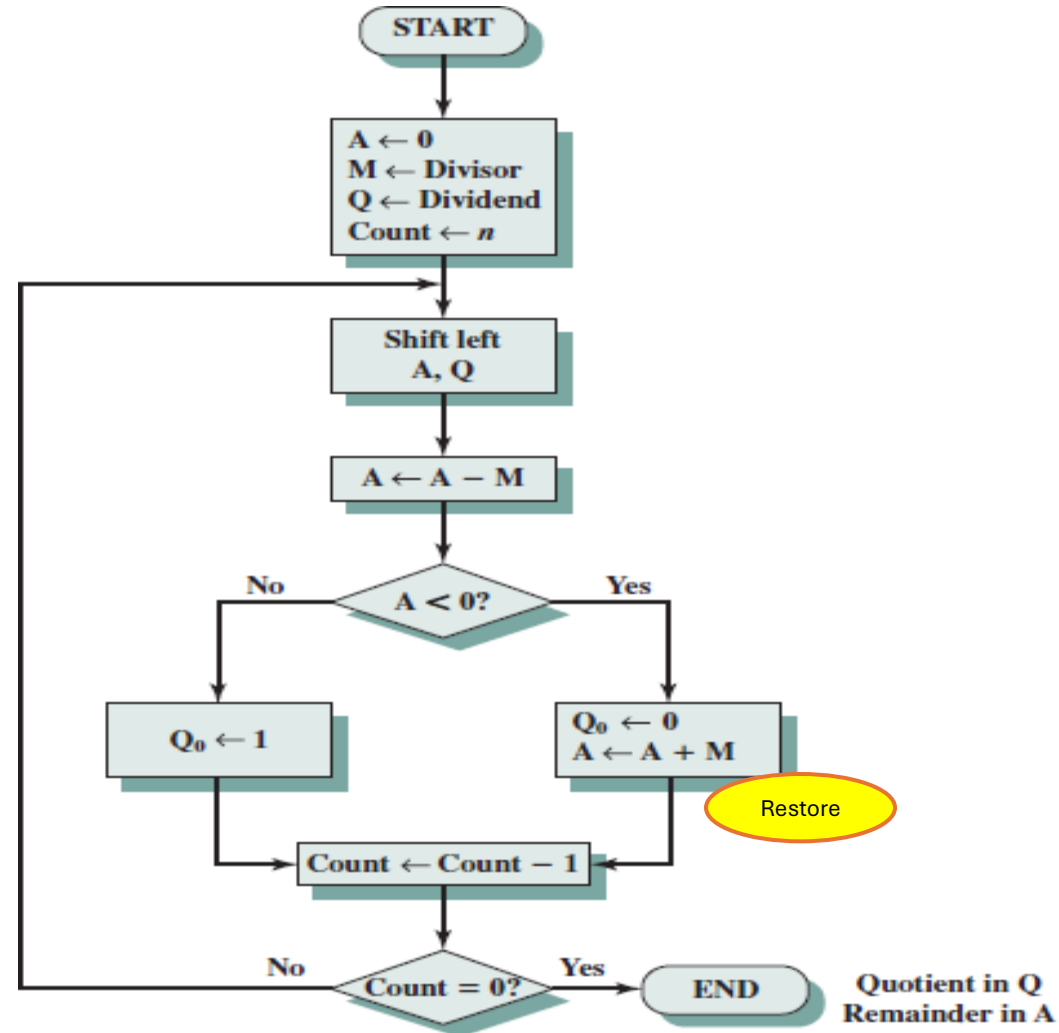 START
A ← 0
M ← Divisor
Q ← Dividend
Count ← n
Shift left
A, Q
A ← A − M
No
A < 0?
Yes
Q₀ ← 1
Q₀ ← 0
A ← A + M
Restore
Count ← Count − 1
No
Count = 0?
Yes
END
Quotient in Q
Remainder in A